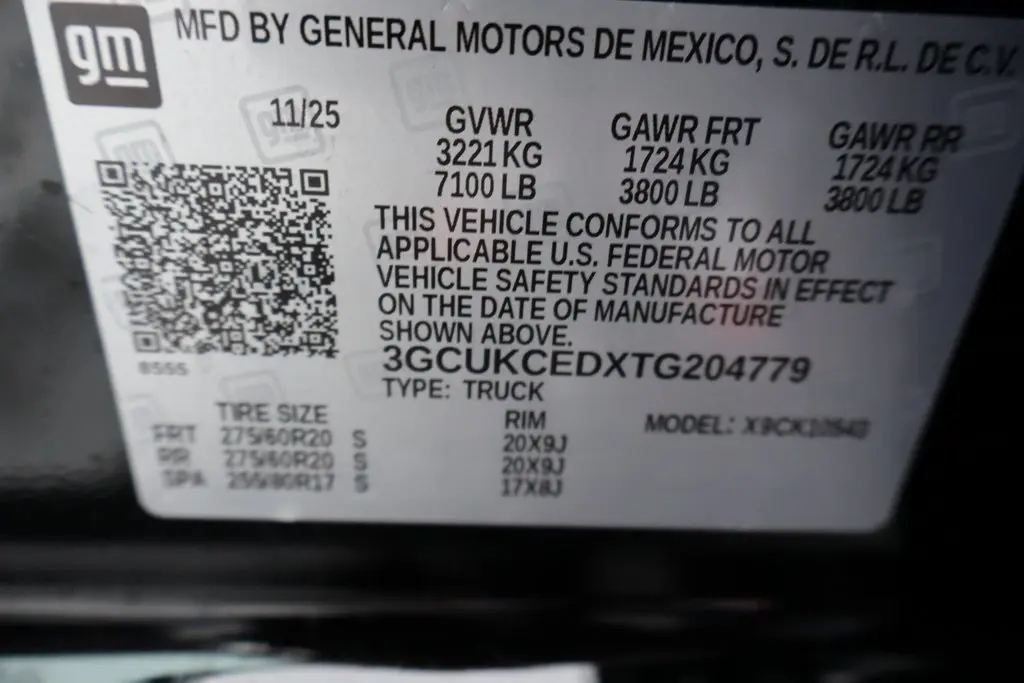 gm
MFD BY GENERAL MOTORS DE MEXICO, S. DE R.L. DE C.V.
11/25 GVWR GAWR FRT GAWR RR
3221 KG 1724 KG 1724 KG
7100 LB 3800 LB 3800 LB
THIS VEHICLE CONFORMS TO ALL
APPLICABLE U.S. FEDERAL MOTOR
VEHICLE SAFETY STANDARDS IN EFFECT
ON THE DATE OF MANUFACTURE
SHOWN ABOVE.
3GCUKCEDXTG204779
TYPE: TRUCK
TIRE SIZE RIM MODEL:
FRT 275/60R20 S 20X9J
RR 275/60R20 S 20X9J
SPA 255/80R17 S 17X8J